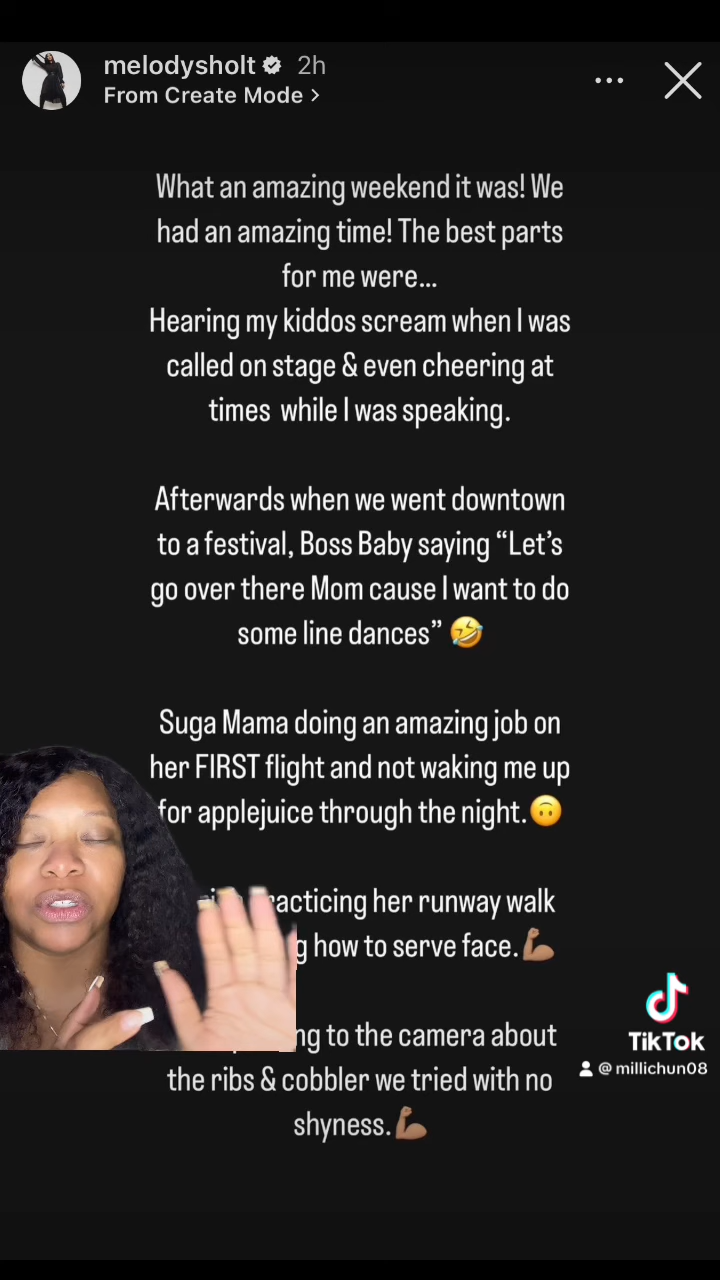 melodysholt 2h
From Create Mode >
What an amazing weekend it was! We
had an amazing time! The best parts
for me were...
Hearing my kiddos scream when I was
called on stage & even cheering at
times while I was speaking.
Afterwards when we went downtown
to a festival, Boss Baby saying “Let’s
go over there Mom cause I want to do
some line dances” 🤣
Suga Mama doing an amazing job on
her FIRST flight and not waking me up
for applejuice through the night.🙃
her runway walk
how to serve face.💪🏽
to the camera about
the ribs & cobbler we tried with no
shyness.💪🏽
TikTok
@millichun08